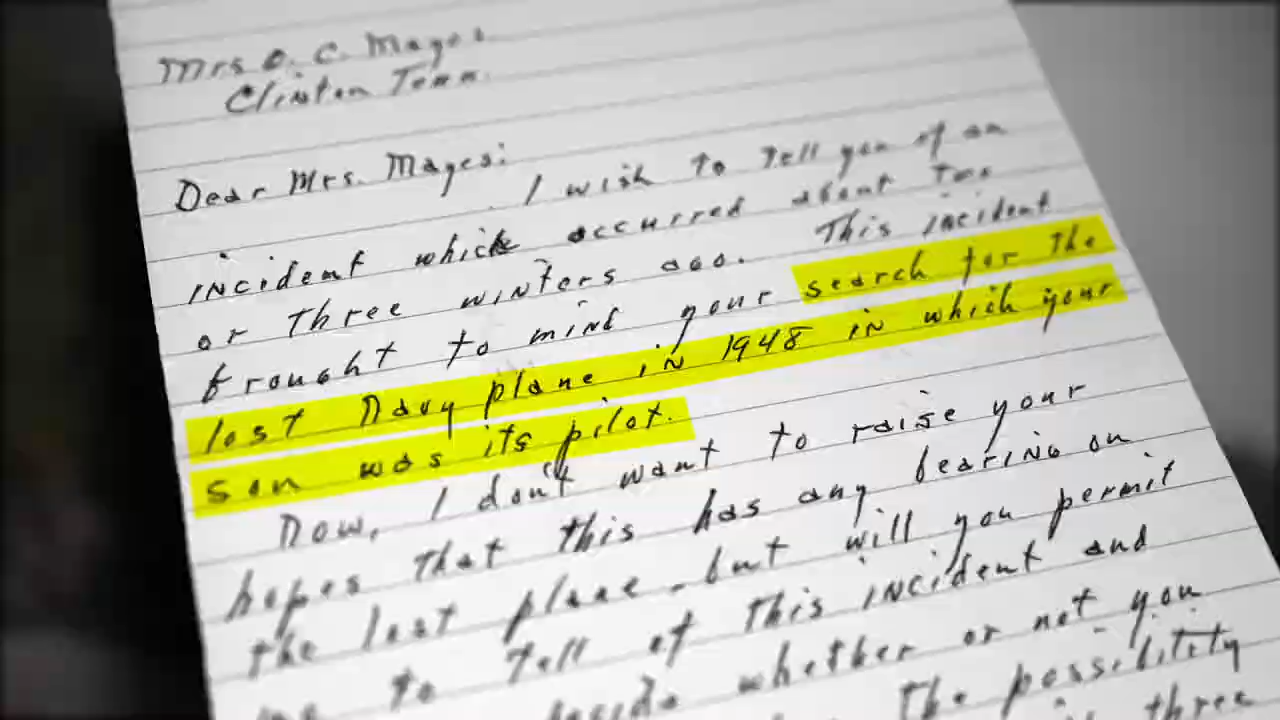 Mrs O. C. Mayes
Clinton Tenn.
Dear Mrs. Mayes:
I wish to tell you of an
incident which occurred about two
or three winters ago. This incident
brought to mind your search for the
lost Navy plane in 1948 in which your
son was its pilot.
Now, I don't want to raise your
hopes that this has any bearing on
the lost plane - but will you permit
me to tell of this incident and
decide whether or not you
The possibility
three